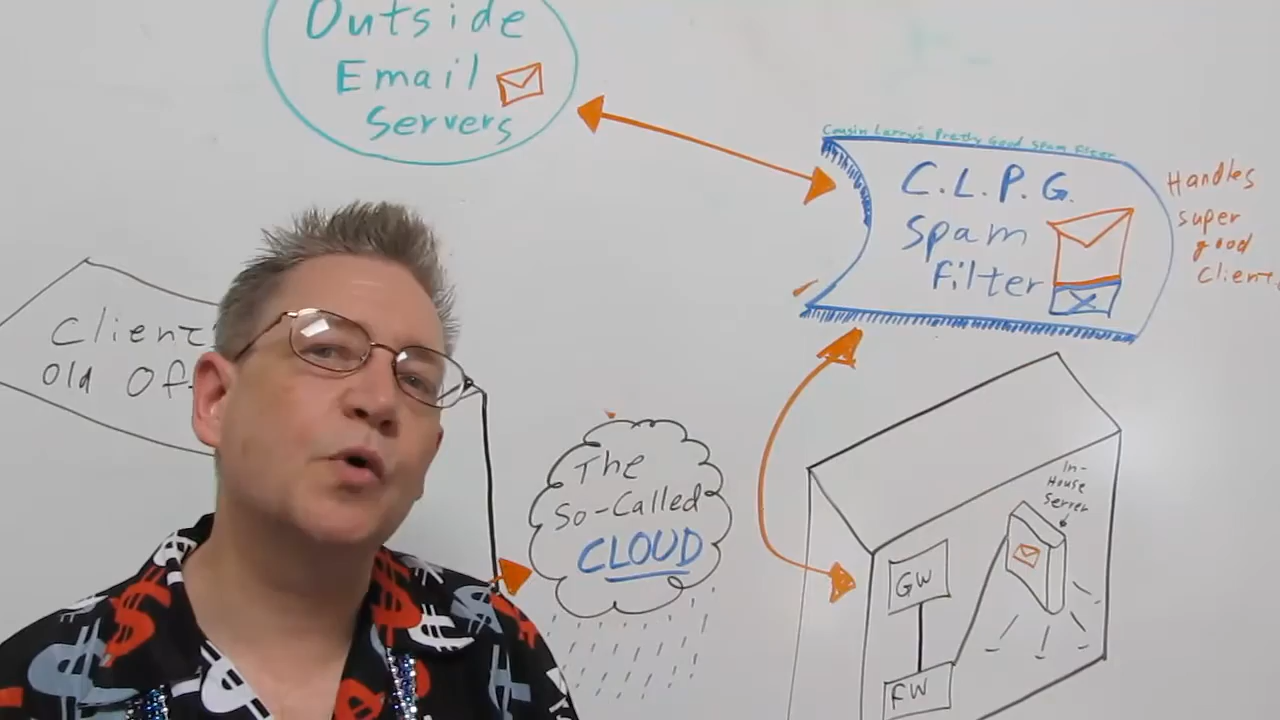 Outside
Email
Servers
Cousin Larry's Pretty Good Spam Filter
C.L.P.G.
Spam
Filter
Handles
super
good
Client
Client
Old Of
The
So-Called
CLOUD
In-
House
Server
GW
FW